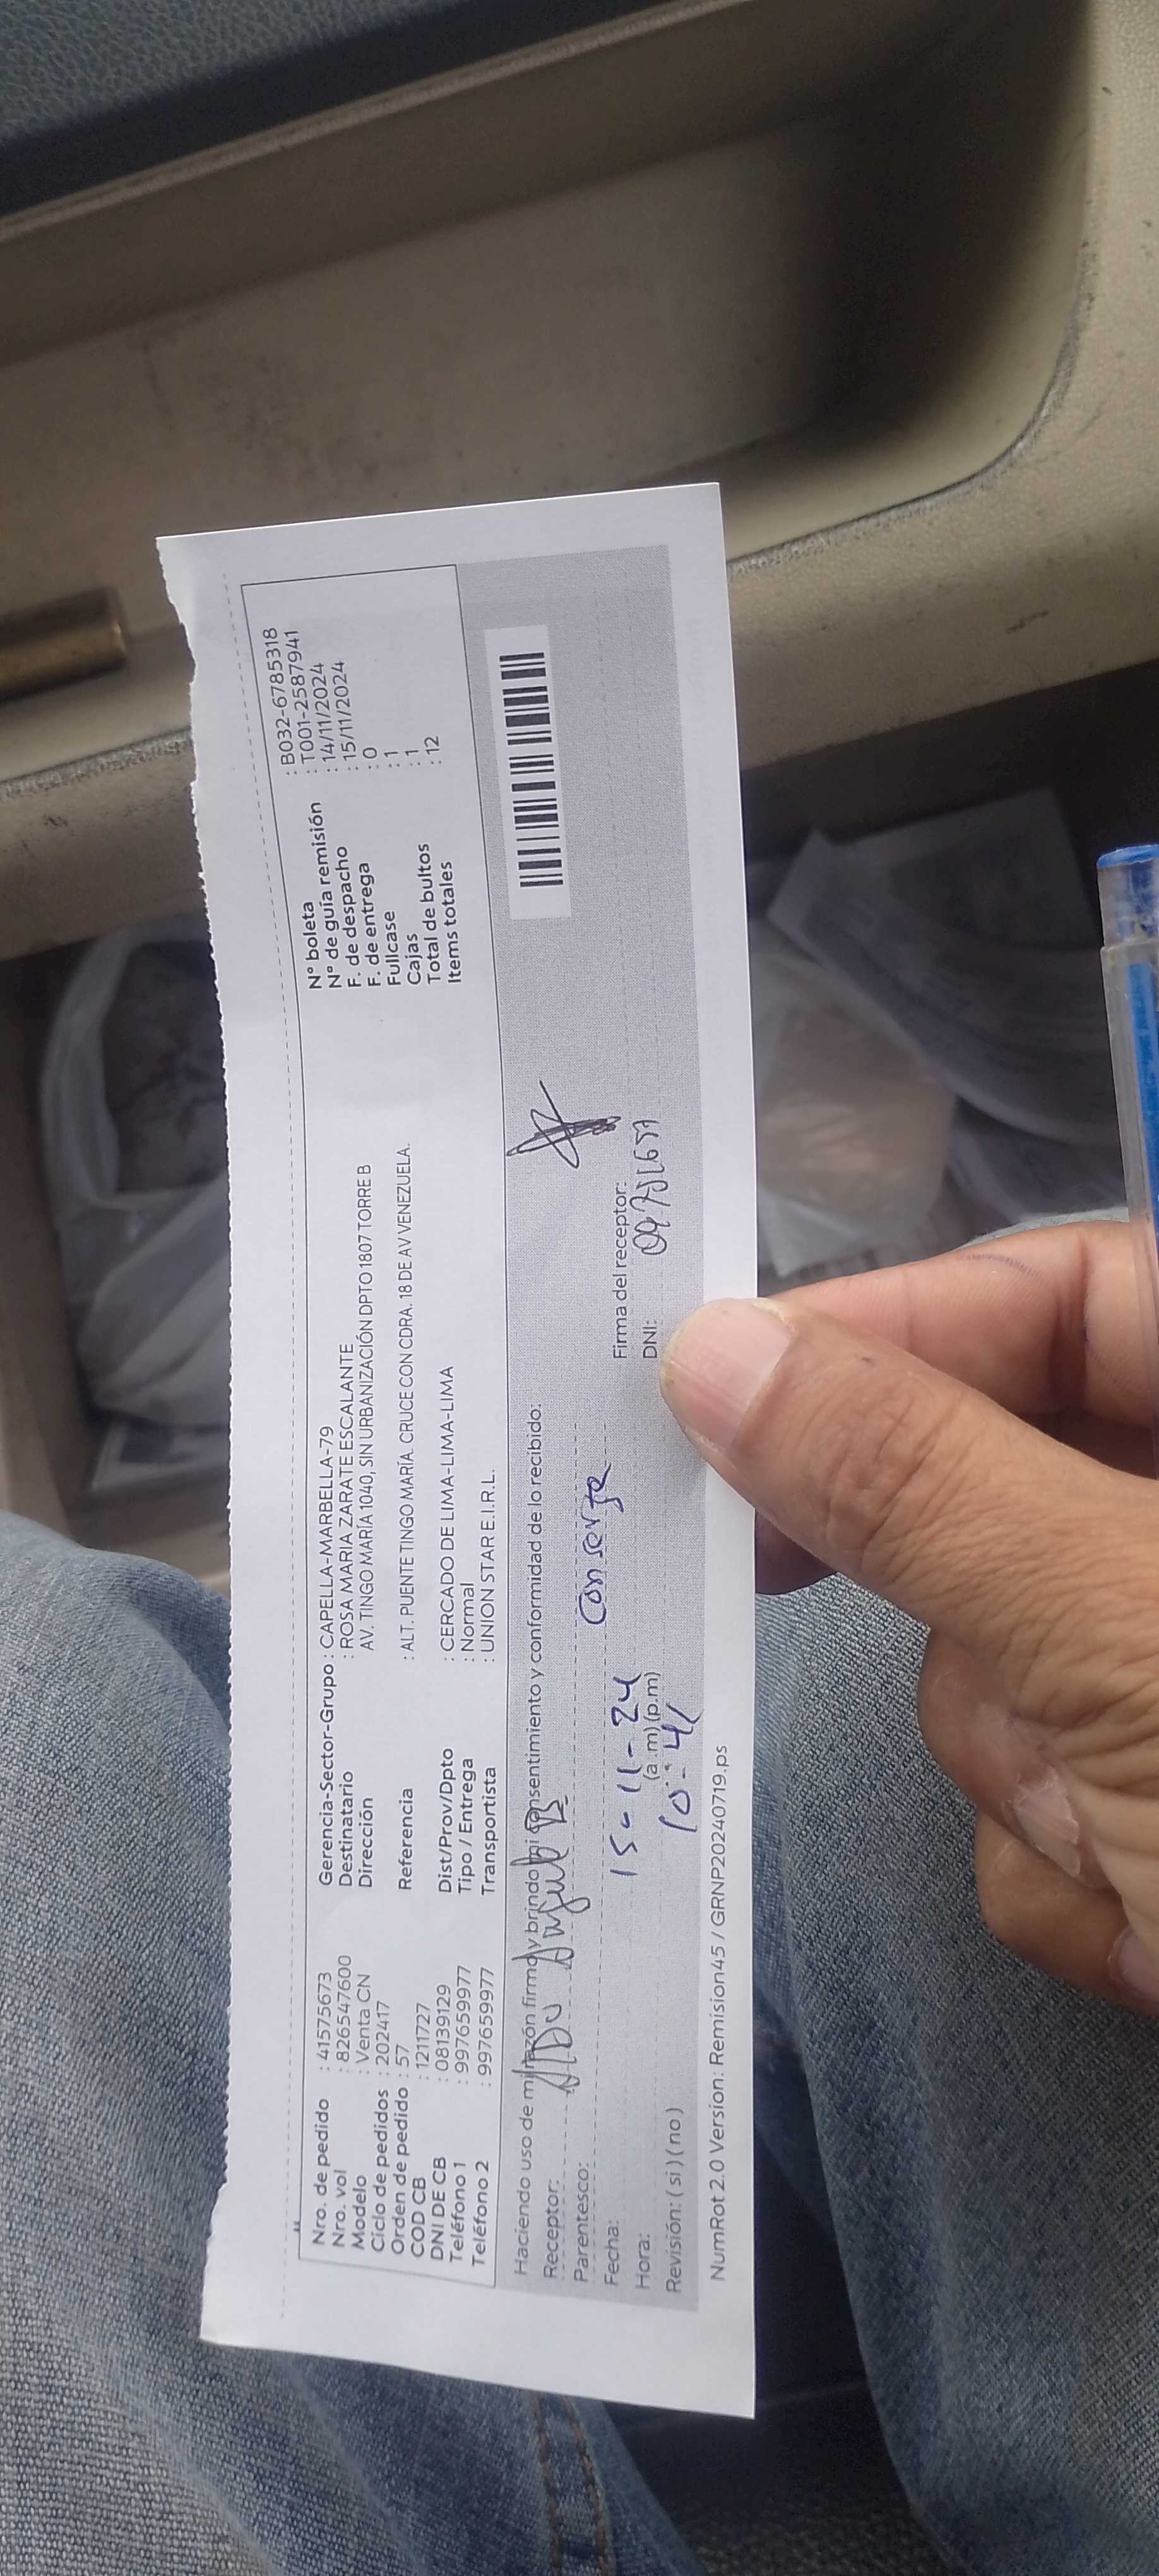 Nro. de pedido : 41575673
Nro. vol : 826547600
Modelo : Venta CN
Ciclo de pedidos : 202417
Orden de pedido : 57
COD CB : 1211727
DNI DE CB : 08139129
Teléfono 1 : 997659977
Teléfono 2 : 997659977
Gerencia-Sector-Grupo : CAPELLA-MARBELLA-79
Destinatario : ROSA MARIA ZARATE ESCALANTE
Dirección AV. TINGO MARÍA 1040, SIN URBANIZACIÓN DPTO 1807 TORRE B
Referencia : ALT. PUENTE TINGO MARÍA. CRUCE CON CDRA. 18 DE AV VENEZUELA.
Dist/Prov/Dpto : CERCADO DE LIMA-LIMA-LIMA
Tipo / Entrega : Normal
Transportista : UNION STAR E.I.R.L.
N° boleta : B032-6785318
N° de guía remisión : T001-2587941
F. de despacho : 14/11/2024
F. de entrega : 15/11/2024
Fullcase : 0
Cajas : 1
Total de bultos : 1
Items totales : 12
Haciendo uso de mi razón firmo y brindo mi consentimiento y conformidad de lo recibido:
Receptor:
Parentesco: Conserje
Fecha: 15-11-24
(a.m) (p.m)
Hora: 10:41
Revisión: ( si ) ( no )
Firma del receptor:
DNI:
NumRot 2.0 Version: Remision45 / GRNP20240719.ps